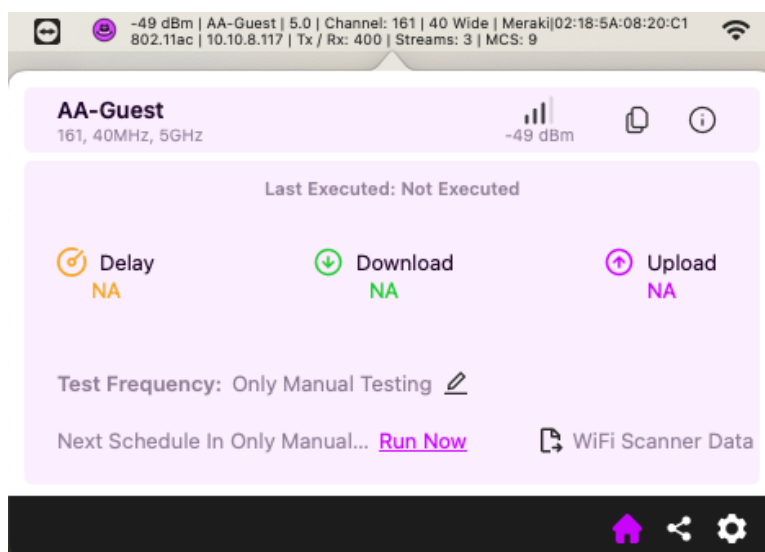 -49 dBm | AA-Guest | 5.0 | Channel: 161 | 40 Wide | Meraki|02:18:5A:08:20:C1
802.11ac | 10.10.8.117 | Tx / Rx: 400 | Streams: 3 | MCS: 9
AA-Guest
161, 40MHz, 5GHz
-49 dBm
Last Executed: Not Executed
Delay Download Upload
NA NA NA
Test Frequency: Only Manual Testing
Next Schedule In Only Manual... Run Now WiFi Scanner Data